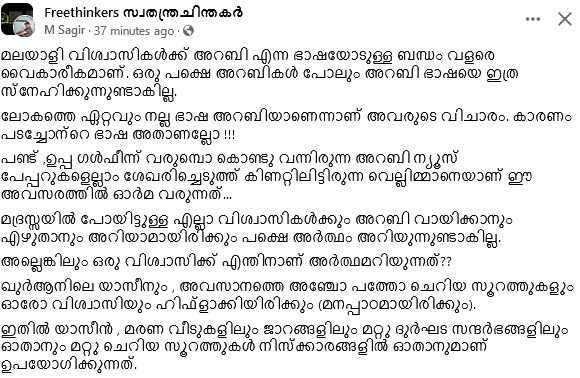 Freethinkers സ്വതന്ത്രചിന്തകർ
M Sagir · 37 minutes ago ·
മലയാളി വിശ്വാസികൾക്ക് അറബി എന്ന ഭാഷയോടുള്ള ബന്ധം വളരെ
വൈകാരീകമാണ്. ഒരു പക്ഷെ അറബികൾ പോലും അറബി ഭാഷയെ ഇത്ര
സ്നേഹിക്കുന്നുണ്ടാകില്ല.
ലോകത്തെ ഏറ്റവും നല്ല ഭാഷ അറബിയാണെന്നാണ് അവരുടെ വിചാരം. കാരണം
പടച്ചോന്റെ ഭാഷ അതാണല്ലോ !!!
പണ്ട് ,ഉപ്പ ഗൾഫീന്ന് വരുമ്പൊ കൊണ്ടു വന്നിരുന്ന അറബി ന്യൂസ്
പേപ്പറുകളെല്ലാം ശേഖരിച്ചെടുത്ത് കിണറ്റിലിട്ടിരുന്ന വെല്ലിമ്മാനെയാണ് ഈ
അവസരത്തിൽ ഓർമ വരുന്നത്...
മദ്രസ്സയിൽ പോയിട്ടുള്ള എല്ലാ വിശ്വാസികൾക്കും അറബി വായിക്കാനും
എഴുതാനും അറിയാമായിരിക്കും പക്ഷെ അർത്ഥം അറിയുന്നുണ്ടാകില്ല.
അല്ലെങ്കിലും ഒരു വിശ്വാസിക്ക് എന്തിനാണ് അർത്ഥമറിയുന്നത്??
ഖുർആനിലെ യാസീനും , അവസാനത്തെ അഞ്ചോ പത്തോ ചെറിയ സൂറത്തുകളും
ഓരോ വിശ്വാസിയും ഹിഫ്ളാക്കിയിരിക്കും (മനപ്പാഠമായിരിക്കും).
ഇതിൽ യാസീൻ , മരണ വീടുകളിലും ജാറങ്ങളിലും മറ്റു ദുർഘട സന്ദർഭങ്ങളിലും
ഓതാനും മറ്റു ചെറിയ സൂറത്തുകൾ നിസ്ക്കാരങ്ങളിൽ ഓതാനുമാണ്
ഉപയോഗിക്കുന്നത്.